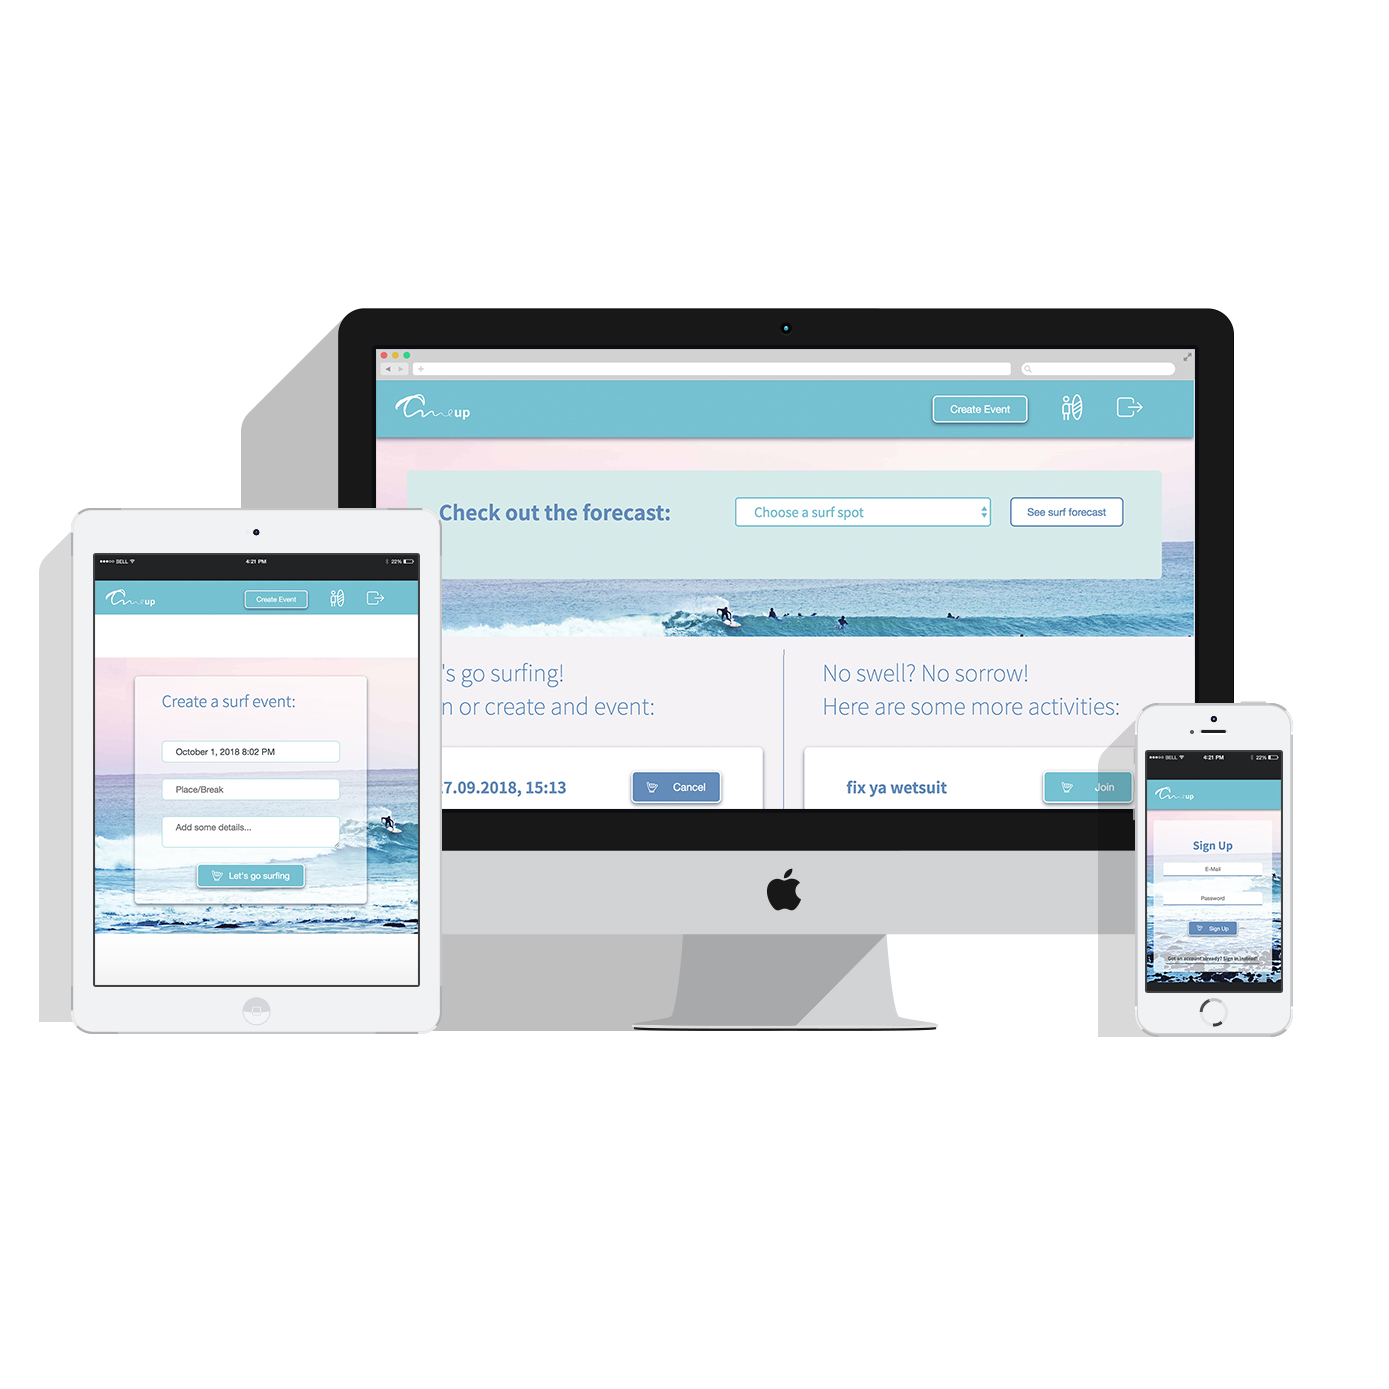 up
Create Event
Check out the forecast:
Choose a surf spot
See surf forecast
's go surfing!
n or create and event:
No swell? No sorrow!
Here are some more activities:
7.09.2018, 15:13
Cancel
fix ya wetsuit
Join
BELL
4:21 PM
22%
up
Create Event
Create a surf event:
October 1, 2018 8:02 PM
Place/Break
Add some details...
Let's go surfing
BELL
4:21 PM
22%
up
Sign Up
E-Mail
Password
Sign Up
Got an account already? Sign in instead!